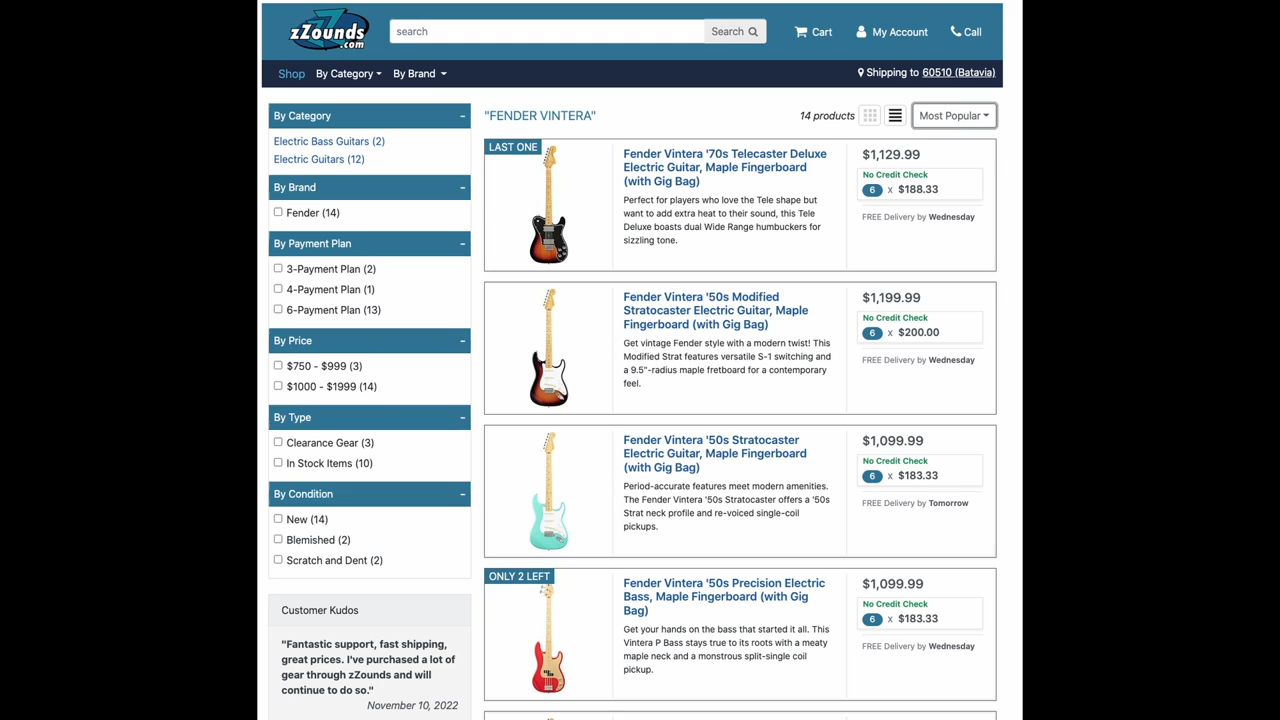 zZounds
.com
search
Search
Cart
My Account
Call
Shop
By Category
By Brand
Shipping to 60510 (Batavia)
By Category
Electric Bass Guitars (2)
Electric Guitars (12)
By Brand
Fender (14)
By Payment Plan
3-Payment Plan (2)
4-Payment Plan (1)
6-Payment Plan (13)
By Price
$750 - $999 (3)
$1000 - $1999 (14)
By Type
Clearance Gear (3)
In Stock Items (10)
By Condition
New (14)
Blemished (2)
Scratch and Dent (2)
Customer Kudos
"Fantastic support, fast shipping,
great prices. I've purchased a lot of
gear through zZounds and will
continue to do so."
November 10, 2022
"FENDER VINTERA"
14 products
Most Popular
LAST ONE
Fender Vintera '70s Telecaster Deluxe
Electric Guitar, Maple Fingerboard
(with Gig Bag)
Perfect for players who love the Tele shape but
want to add extra heat to their sound, this Tele
Deluxe boasts dual Wide Range humbuckers for
sizzling tone.
$1,129.99
No Credit Check
6 x $188.33
FREE Delivery by Wednesday
Fender Vintera '50s Modified
Stratocaster Electric Guitar, Maple
Fingerboard (with Gig Bag)
Get vintage Fender style with a modern twist! This
Modified Strat features versatile S-1 switching and
a 9.5"-radius maple fretboard for a contemporary
feel.
$1,199.99
No Credit Check
6 x $200.00
FREE Delivery by Wednesday
Fender Vintera '50s Stratocaster
Electric Guitar, Maple Fingerboard
(with Gig Bag)
Period-accurate features meet modern amenities.
The Fender Vintera '50s Stratocaster offers a '50s
Strat neck profile and re-voiced single-coil
pickups.
$1,099.99
No Credit Check
6 x $183.33
FREE Delivery by Tomorrow
ONLY 2 LEFT
Fender Vintera '50s Precision Electric
Bass, Maple Fingerboard (with Gig
Bag)
Get your hands on the bass that started it all. This
Vintera P Bass stays true to its roots with a meaty
maple neck and a monstrous split-single coil
pickup.
$1,099.99
No Credit Check
6 x $183.33
FREE Delivery by Wednesday